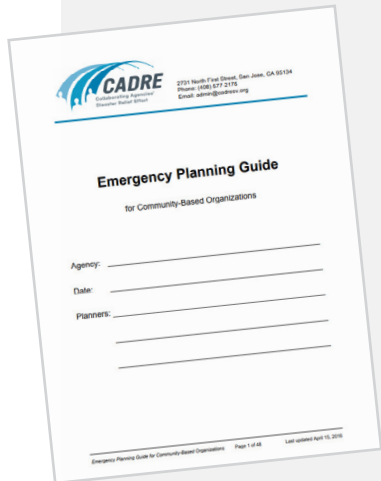 CADRE
Collaborating Agencies'
Disaster Relief Effort
2731 North First Street, San Jose, CA 95134
Phone: (408) 577-2175
Email: admin@cadresv.org
Emergency Planning Guide
for Community-Based Organizations
Agency:
Date:
Planners:
Emergency Planning Guide for Community-Based Organizations Page 1 of 48 Last updated April 15, 2016